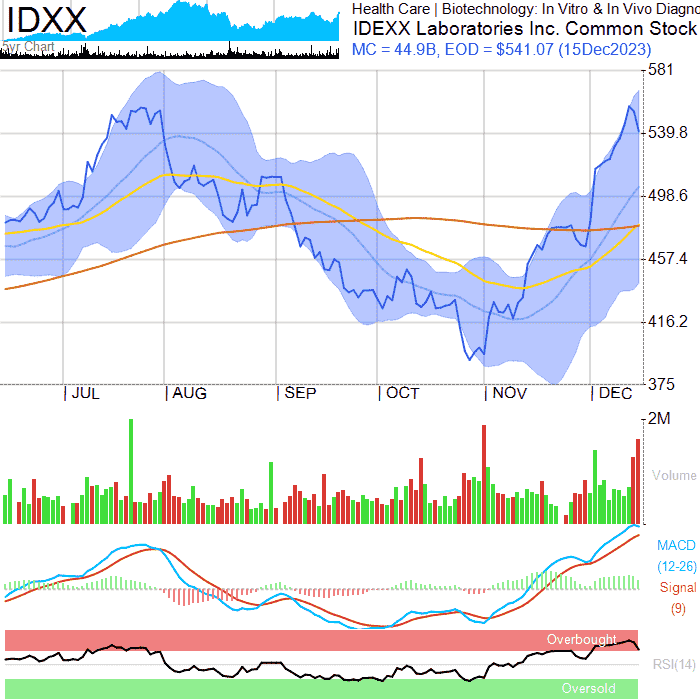 IDXX
5yr Chart
Health Care | Biotechnology: In Vitro & In Vivo Diagno
IDEXX Laboratories Inc. Common Stock
MC = 44.9B, EOD = $541.07 (15Dec2023)
581
539.8
498.6
457.4
416.2
375
JUL AUG SEP OCT NOV DEC
2M
Volume
MACD
(12-26)
Signal
(9)
Overbought
RSI(14)
Oversold